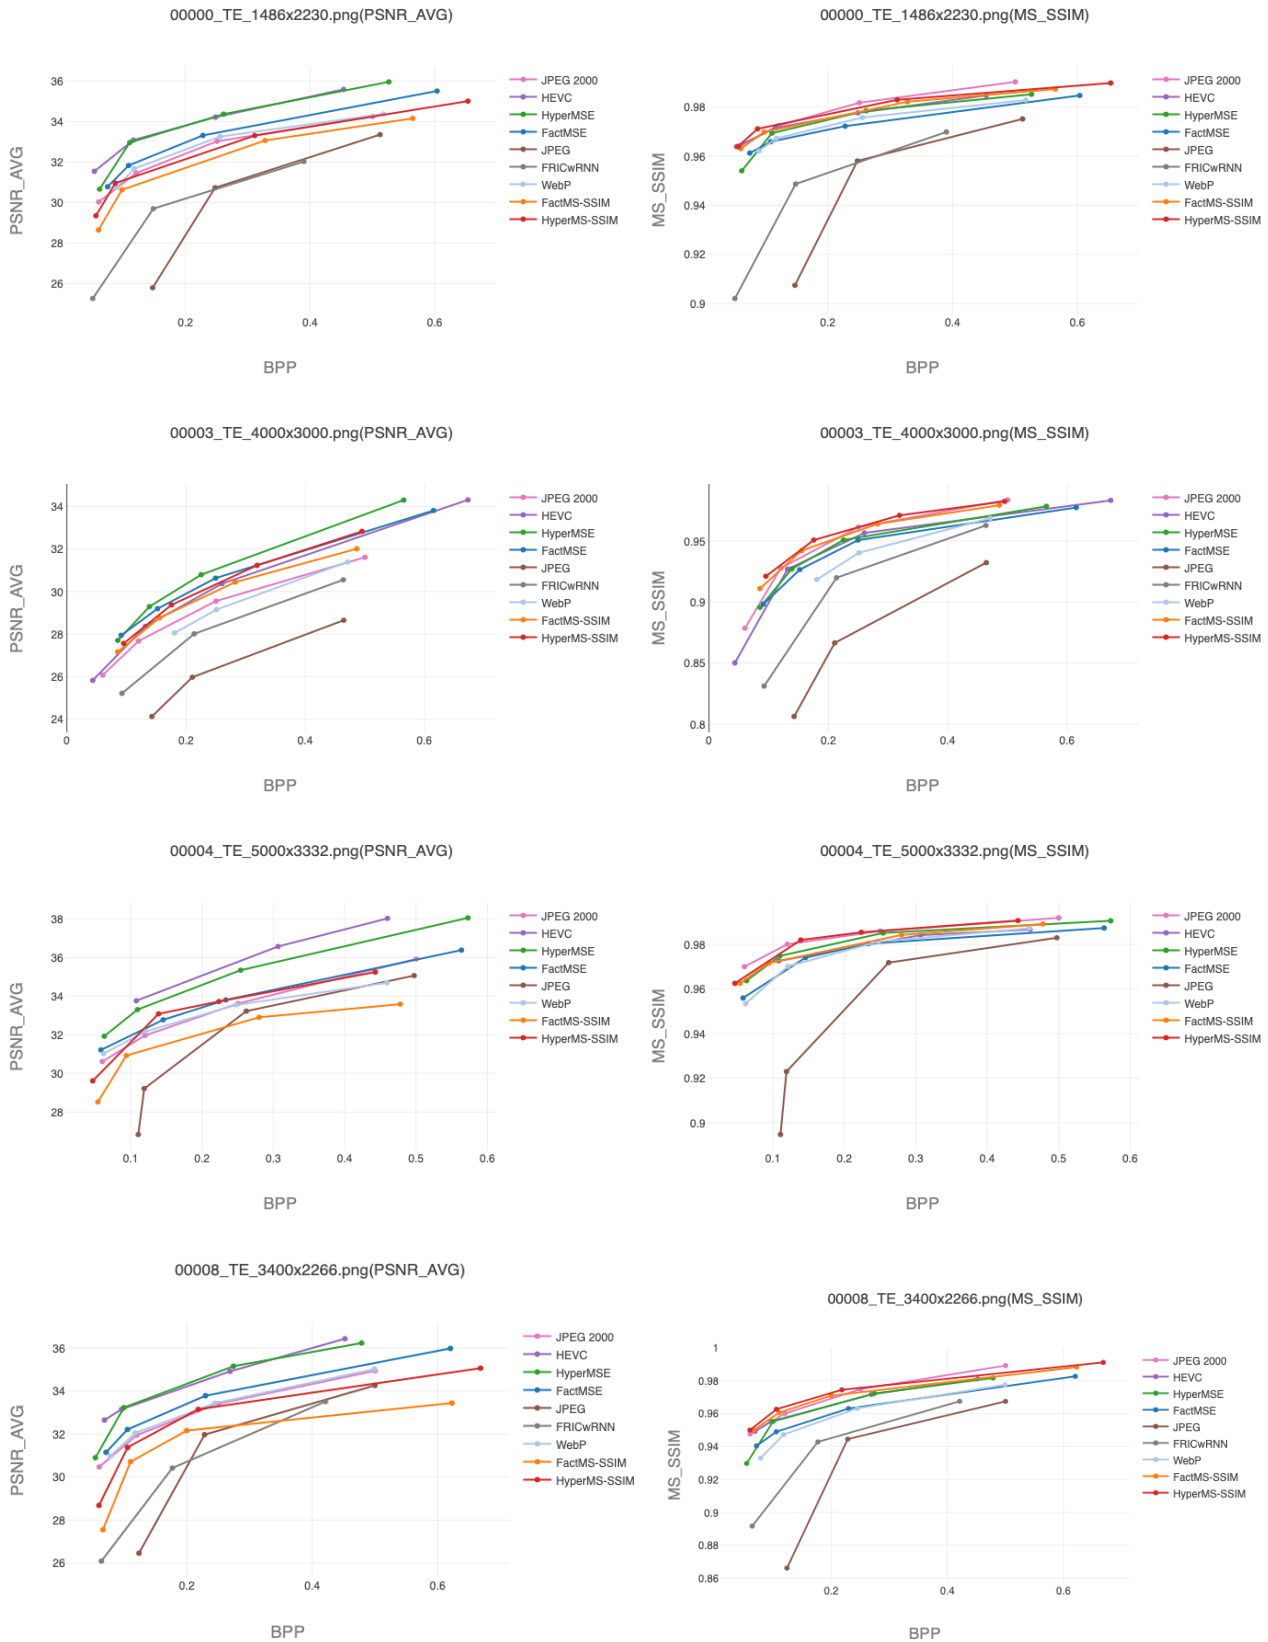 00000_TE_1486x2230.png(PSNR_AVG)
PSNR_AVG
36
34
32
30
28
26
0.2
0.4
0.6
BPP
JPEG 2000
HEVC
HyperMSE
FactMSE
JPEG
FRICwRNN
WebP
FactMS-SSIM
HyperMS-SSIM
00000_TE_1486x2230.png(MS_SSIM)
MS_SSIM
0.98
0.96
0.94
0.92
0.9
0.2
0.4
0.6
BPP
JPEG 2000
HEVC
HyperMSE
FactMSE
JPEG
FRICwRNN
WebP
FactMS-SSIM
HyperMS-SSIM
00003_TE_4000x3000.png(PSNR_AVG)
PSNR_AVG
34
32
30
28
26
24
0
0.2
0.4
0.6
BPP
JPEG 2000
HEVC
HyperMSE
FactMSE
JPEG
FRICwRNN
WebP
FactMS-SSIM
HyperMS-SSIM
00003_TE_4000x3000.png(MS_SSIM)
MS_SSIM
0.95
0.9
0.85
0.8
0
0.2
0.4
0.6
BPP
JPEG 2000
HEVC
HyperMSE
FactMSE
JPEG
FRICwRNN
WebP
FactMS-SSIM
HyperMS-SSIM
00004_TE_5000x3332.png(PSNR_AVG)
PSNR_AVG
38
36
34
32
30
28
0.1
0.2
0.3
0.4
0.5
0.6
BPP
JPEG 2000
HEVC
HyperMSE
FactMSE
JPEG
WebP
FactMS-SSIM
HyperMS-SSIM
00004_TE_5000x3332.png(MS_SSIM)
MS_SSIM
0.98
0.96
0.94
0.92
0.9
0.1
0.2
0.3
0.4
0.5
0.6
BPP
JPEG 2000
HEVC
HyperMSE
FactMSE
JPEG
WebP
FactMS-SSIM
HyperMS-SSIM
00008_TE_3400x2266.png(PSNR_AVG)
PSNR_AVG
36
34
32
30
28
26
0.2
0.4
0.6
BPP
JPEG 2000
HEVC
HyperMSE
FactMSE
JPEG
FRICwRNN
WebP
FactMS-SSIM
HyperMS-SSIM
00008_TE_3400x2266.png(MS_SSIM)
MS_SSIM
1
0.98
0.96
0.94
0.92
0.9
0.88
0.86
0.2
0.4
0.6
BPP
JPEG 2000
HEVC
HyperMSE
FactMSE
JPEG
FRICwRNN
WebP
FactMS-SSIM
HyperMS-SSIM